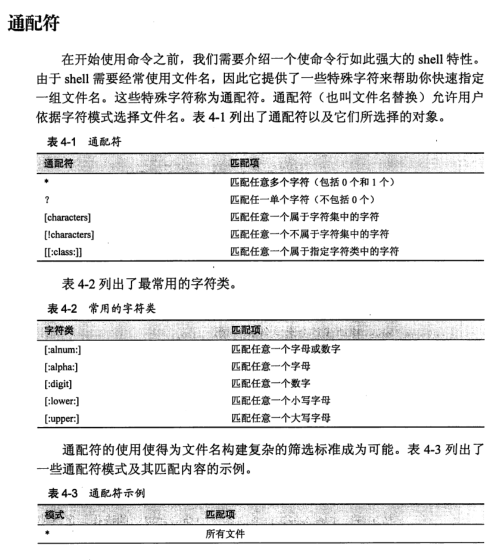 通配符
在开始使用命令之前，我们需要介绍一个使命令行如此强大的 shell 特性。
由于 shell 需要经常使用文件名，因此它提供了一些特殊字符来帮助你快速指定
一组文件名。这些特殊字符称为通配符。通配符（也叫文件名替换）允许用户
依据字符模式选择文件名。表 4-1 列出了通配符以及它们所选择的对象。
表 4-1 通配符
通配符 匹配项
* 匹配任意多个字符（包括 0 个和 1 个）
? 匹配任一单个字符（不包括 0 个）
[characters] 匹配任意一个属于字符集中的字符
[!characters] 匹配任意一个不属于字符集中的字符
[[:class:]] 匹配任意一个属于指定字符类中的字符
表 4-2 列出了最常用的字符类。
表 4-2 常用的字符类
字符类 匹配项
[:alnum:] 匹配任意一个字母或数字
[:alpha:] 匹配任意一个字母
[:digit] 匹配任意一个数字
[:lower:] 匹配任意一个小写字母
[:upper:] 匹配任意一个大写字母
通配符的使用使得为文件名构建复杂的筛选标准成为可能。表 4-3 列出了
一些通配符模式及其匹配内容的示例。
表 4-3 通配符示例
模式 匹配项
* 所有文件